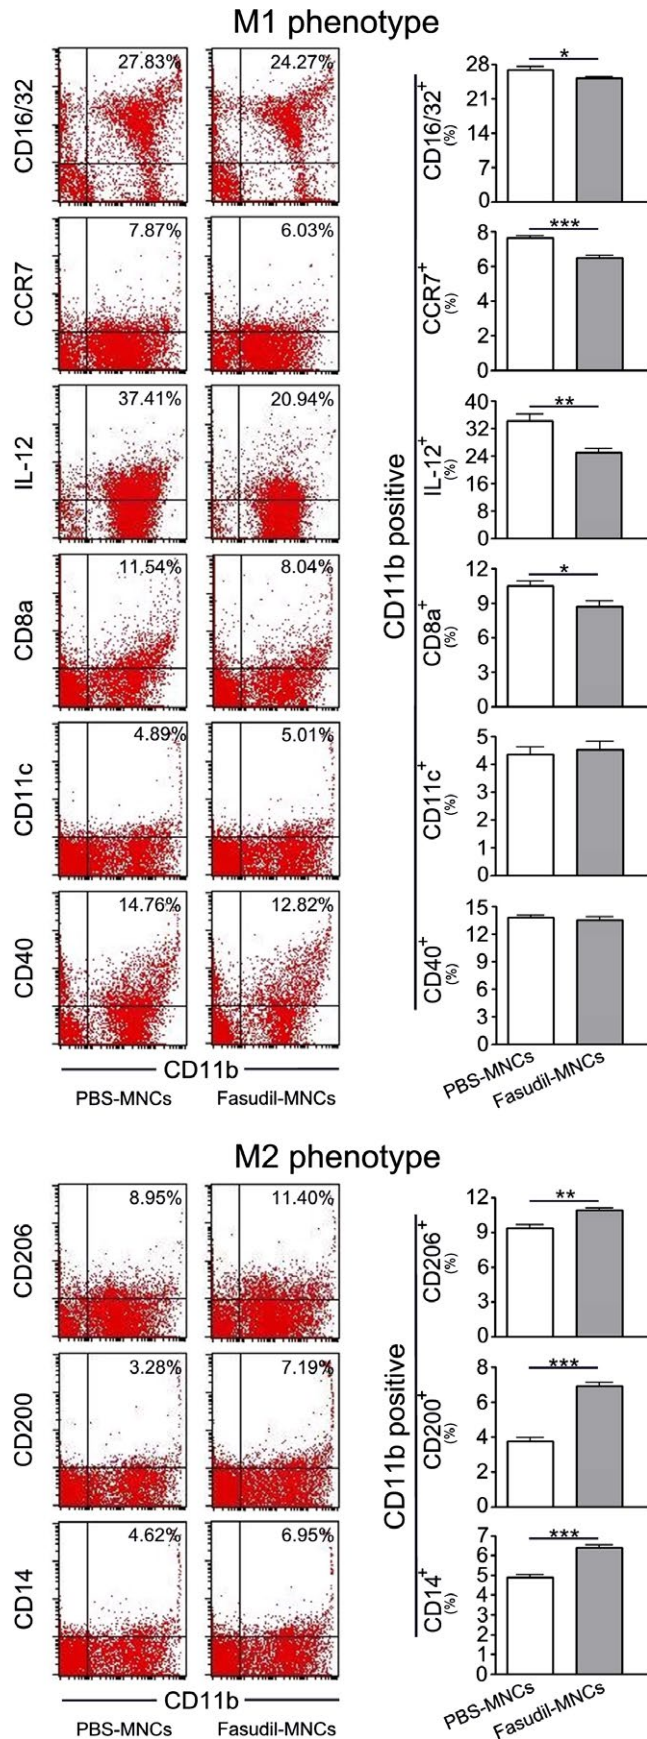 M1 phenotype
CD16/32
27.83%
24.27%
CD16/32+
(%)
28
21
14
7
0
*
CCR7
7.87%
6.03%
CCR7+
(%)
8
6
4
2
0
***
IL-12
37.41%
20.94%
IL-12+
(%)
40
32
24
16
8
0
**
CD8a
11.54%
8.04%
CD8a+
(%)
12
9
6
3
0
*
CD11c
4.89%
5.01%
CD11c+
(%)
5
4
3
2
1
0
CD40
14.76%
12.82%
CD40+
(%)
15
12
9
6
3
0
CD11b positive
CD11b
PBS-MNCs
Fasudil-MNCs
PBS-MNCs
Fasudil-MNCs
M2 phenotype
CD206
8.95%
11.40%
CD206+
(%)
12
9
6
3
0
**
CD200
3.28%
7.19%
CD200+
(%)
8
6
4
2
0
***
CD14
4.62%
6.95%
CD14+
(%)
7
6
5
4
3
2
1
0
***
CD11b positive
CD11b
PBS-MNCs
Fasudil-MNCs
PBS-MNCs
Fasudil-MNCs